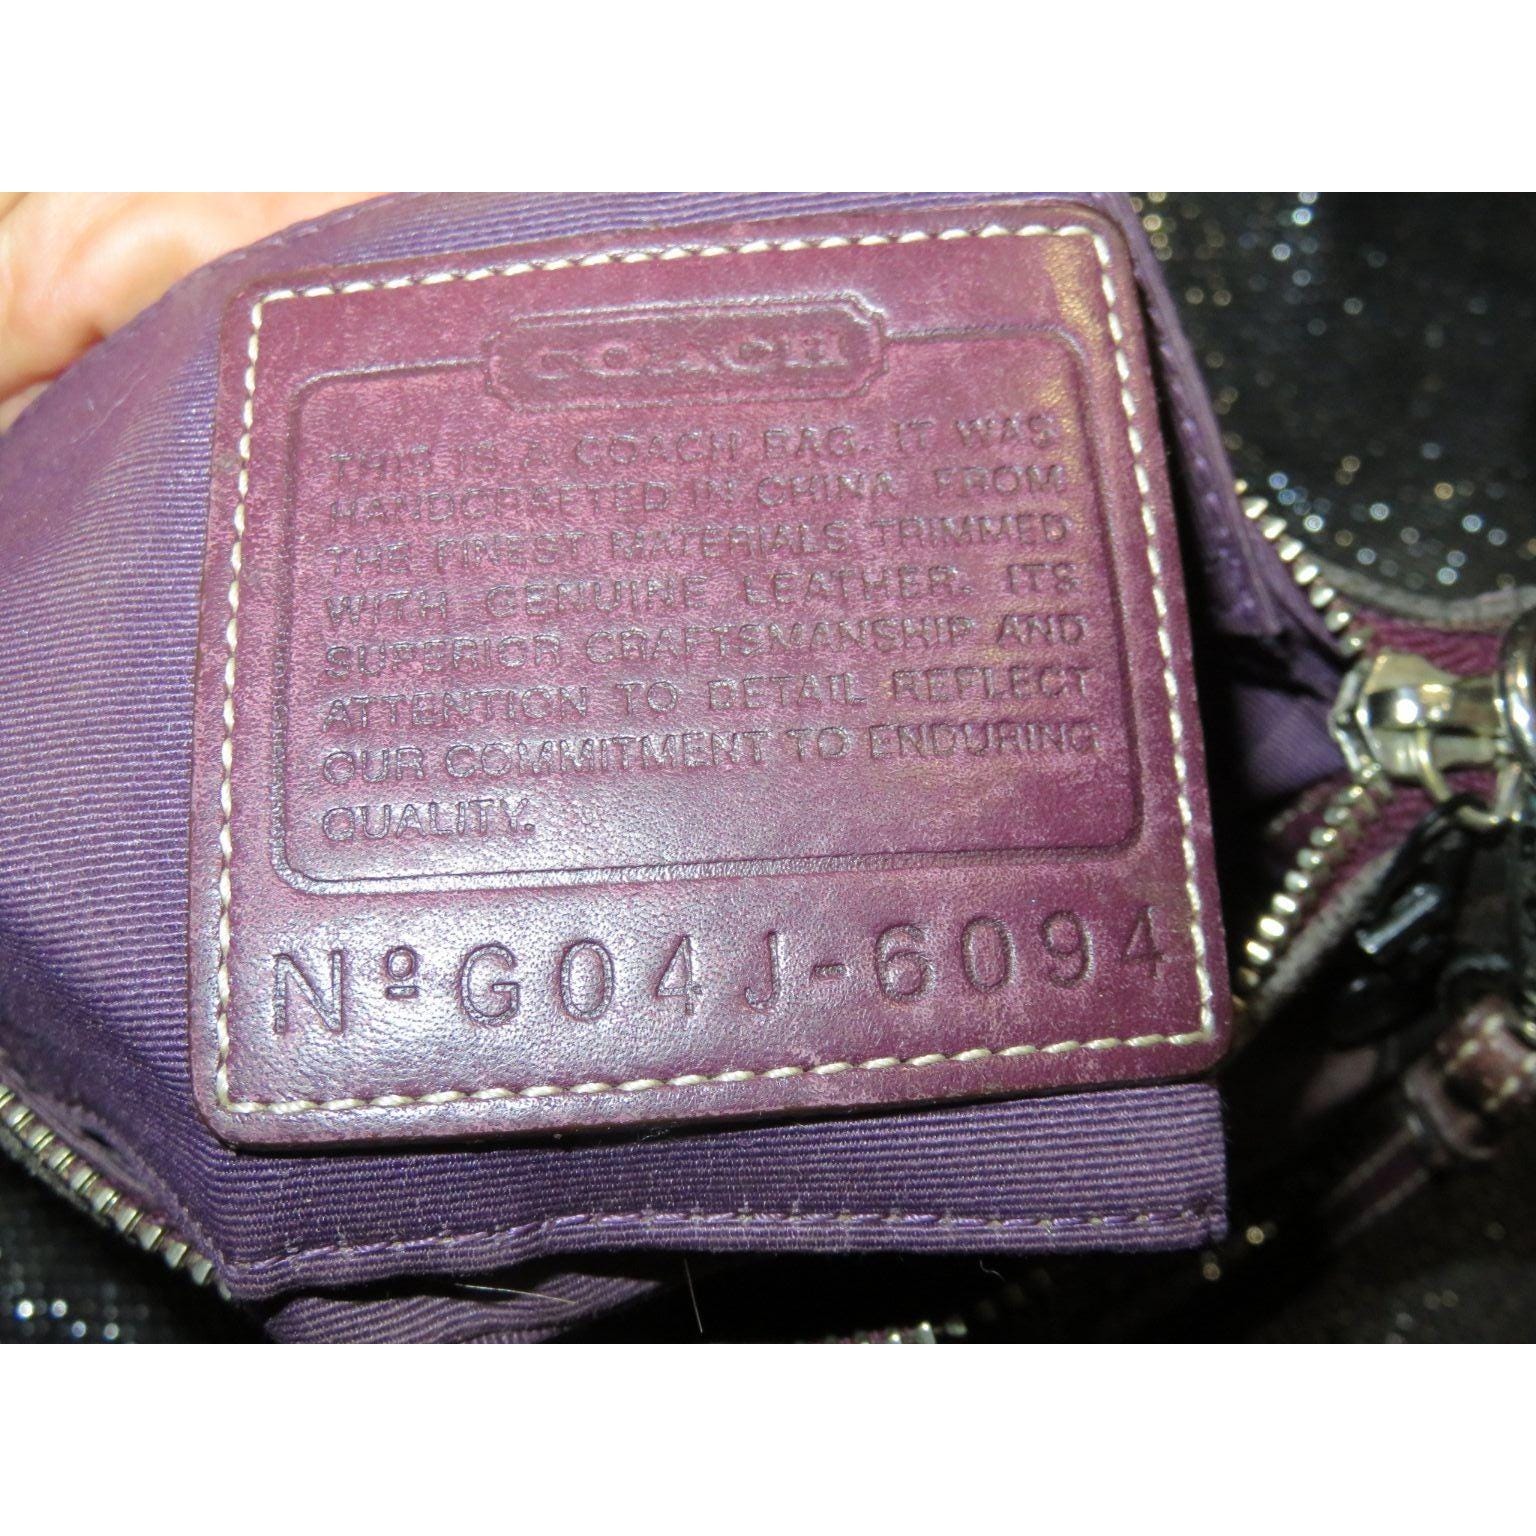 COACH
THIS IS A COACH BAG. IT WAS
HANDCRAFTED IN CHINA FROM
THE FINEST MATERIALS TRIMMED
WITH GENUINE LEATHER. ITS
SUPERIOR CRAFTSMANSHIP AND
ATTENTION TO DETAIL REFLECT
OUR COMMITMENT TO ENDURING
QUALITY.
Nº G04J-6094